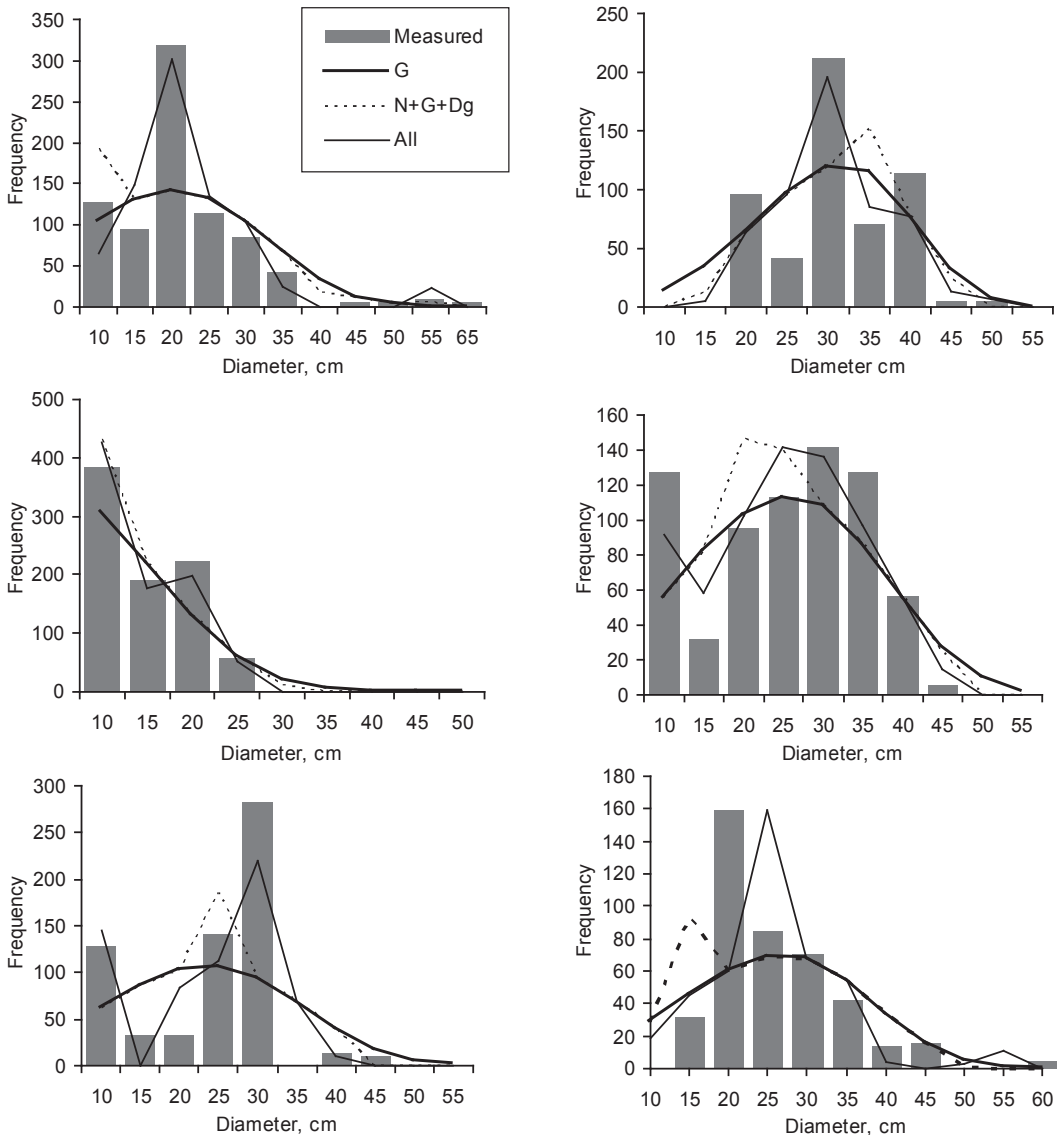 350
300
250
200
150
100
50
0
Frequency
10 15 20 25 30 35 40 45 50 55 65
Diameter, cm
Measured
G
N+G+Dg
All
250
200
150
100
50
0
Frequency
10 15 20 25 30 35 40 45 50 55
Diameter cm
500
400
300
200
100
0
Frequency
10 15 20 25 30 35 40 45 50
Diameter, cm
160
140
120
100
80
60
40
20
0
Frequency
10 15 20 25 30 35 40 45 50 55
Diameter, cm
300
250
200
150
100
50
0
Frequency
10 15 20 25 30 35 40 45 50 55
Diameter, cm
180
160
140
120
100
80
60
40
20
0
Frequency
10 15 20 25 30 35 40 45 50 55 60
Diameter, cm